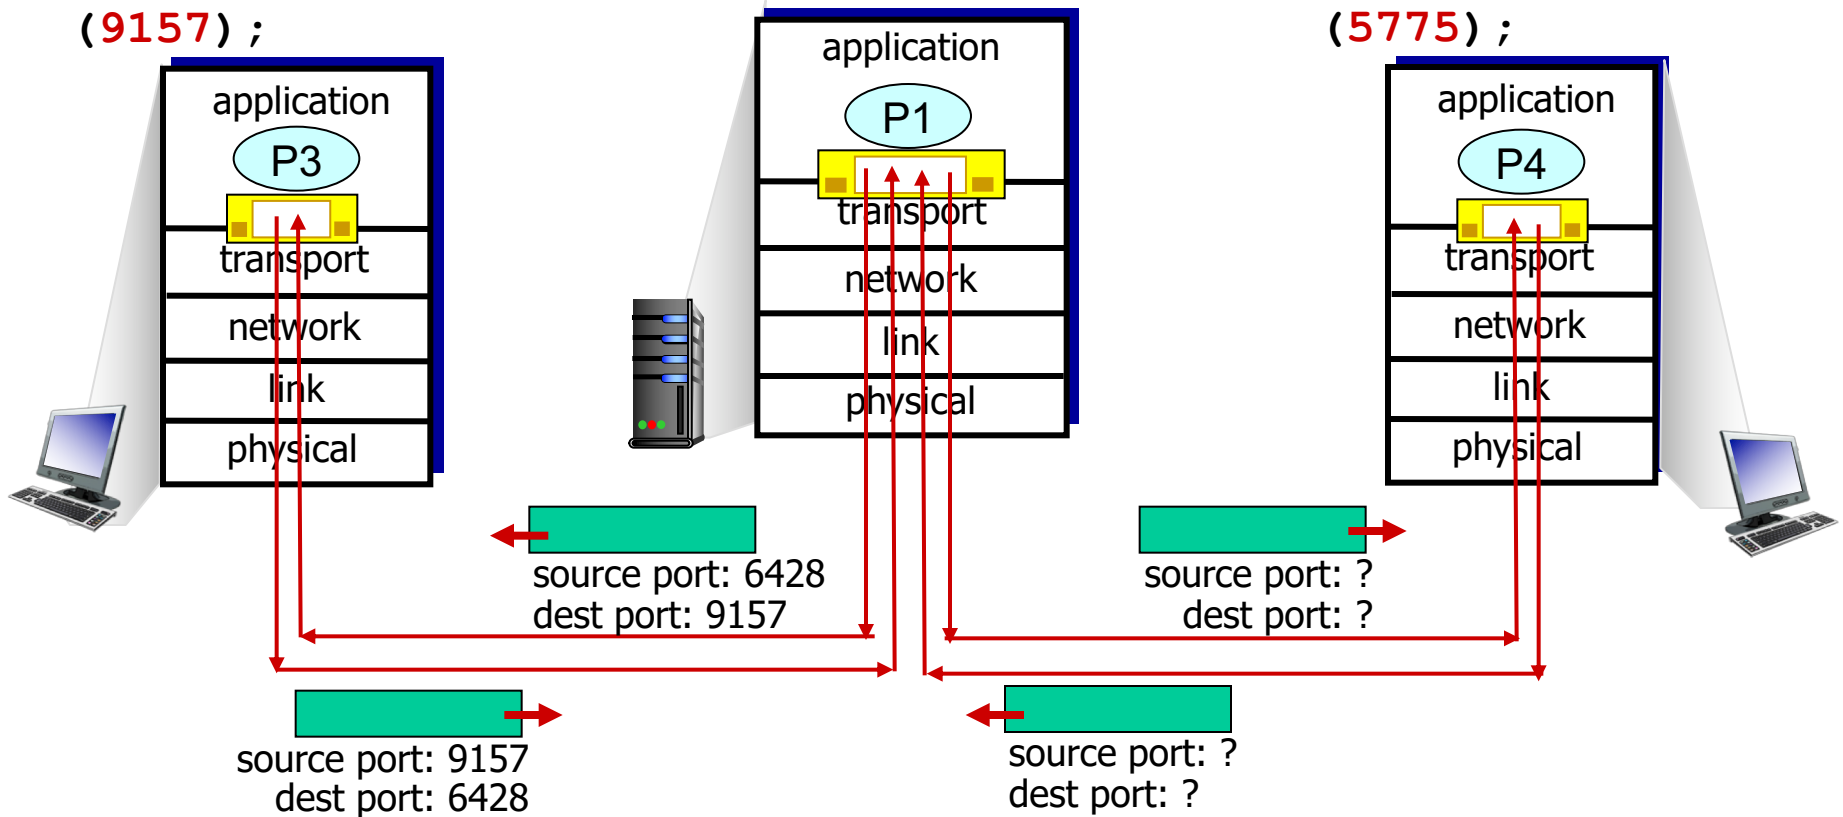 (9157);
application
P3
transport
network
link
physical
application
P1
transport
network
link
physical
(5775);
application
P4
transport
network
link
physical
source port: 6428
dest port: 9157
source port: ?
dest port: ?
source port: 9157
dest port: 6428
source port: ?
dest port: ?